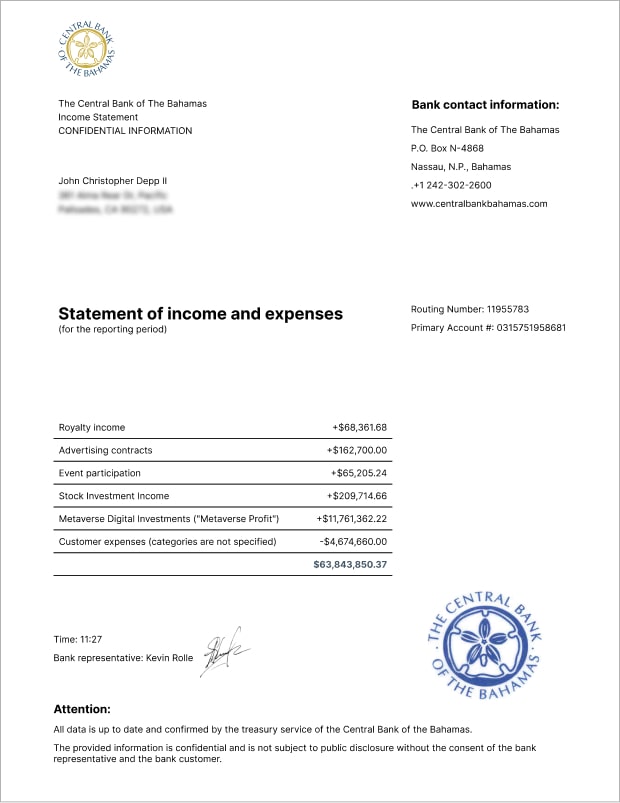 CENTRAL BANK
OF THE BAHAMAS
The Central Bank of The Bahamas
Income Statement
CONFIDENTIAL INFORMATION
John Christopher Depp II
Bank contact information:
The Central Bank of The Bahamas
P.O. Box N-4868
Nassau, N.P., Bahamas
.+1 242-302-2600
www.centralbankbahamas.com
Statement of income and expenses
(for the reporting period)
Routing Number: 11955783
Primary Account #: 0315751958681
Royalty income +$68,361.68
Advertising contracts +$162,700.00
Event participation +$65,205.24
Stock Investment Income +$209,714.66
Metaverse Digital Investments ("Metaverse Profit") +$11,761,362.22
Customer expenses (categories are not specified) -$4,674,660.00
$63,843,850.37
Time: 11:27
Bank representative: Kevin Rolle
THE CENTRAL BANK
OF THE BAHAMAS
Attention:
All data is up to date and confirmed by the treasury service of the Central Bank of the Bahamas.
The provided information is confidential and is not subject to public disclosure without the consent of the bank
representative and the bank customer.